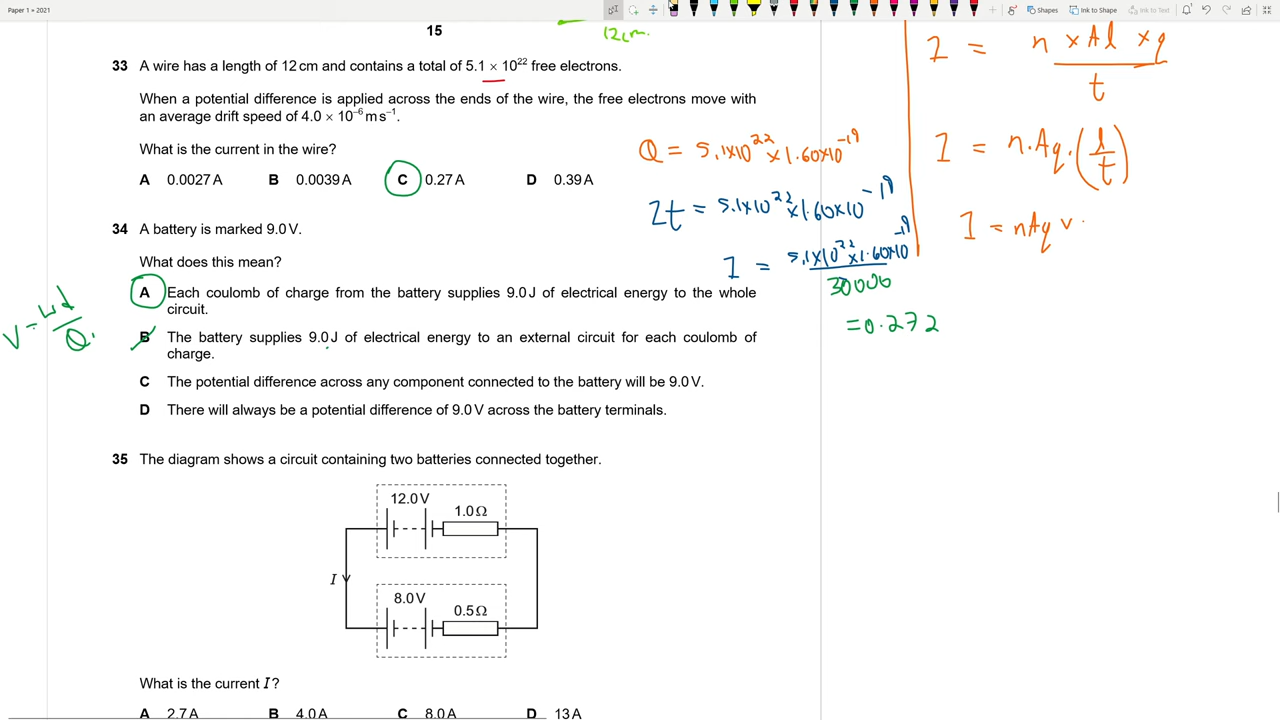 Paper 1 • 2021
Shapes
Ink to Shape
Ink to Text
15
12cm.
33 A wire has a length of 12 cm and contains a total of 5.1 × 10²² free electrons.
When a potential difference is applied across the ends of the wire, the free electrons move with
an average drift speed of 4.0 × 10⁻⁶ m s⁻¹.
What is the current in the wire?
A 0.0027 A B 0.0039 A C 0.27 A D 0.39 A
34 A battery is marked 9.0 V.
What does this mean?
A Each coulomb of charge from the battery supplies 9.0 J of electrical energy to the whole
circuit.
B The battery supplies 9.0 J of electrical energy to an external circuit for each coulomb of
charge.
C The potential difference across any component connected to the battery will be 9.0 V.
D There will always be a potential difference of 9.0 V across the battery terminals.
V = Wd / Q
35 The diagram shows a circuit containing two batteries connected together.
12.0 V
1.0 Ω
I
8.0 V
0.5 Ω
What is the current I?
A 2.7 A B 4.0 A C 8.0 A D 13 A
Q = 5.1×10²² × 1.60×10⁻¹⁹
It = 5.1×10²² × 1.60×10⁻¹⁹
I = 5.1×10²² × 1.60×10⁻¹⁹
30000
= 0.272
I = n × Al × q
t
I = n.Aq.(l/t)
I = nAqv.